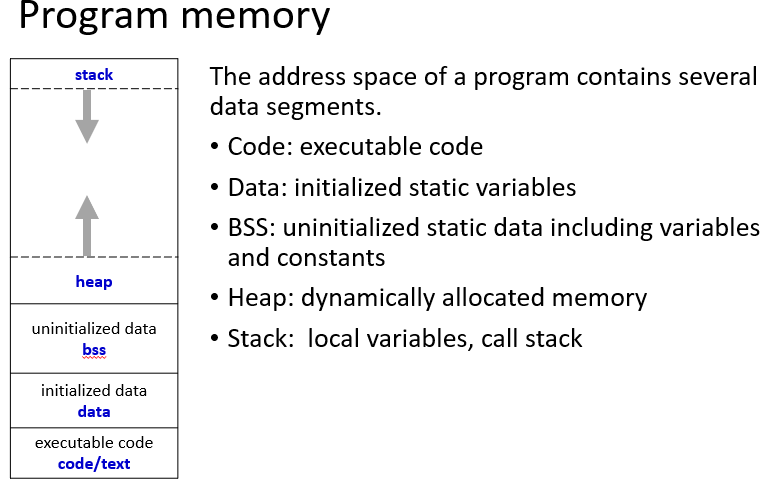 Program memory
stack
heap
uninitialized data
bss
initialized data
data
executable code
code/text
The address space of a program contains several
data segments.
• Code: executable code
• Data: initialized static variables
• BSS: uninitialized static data including variables
and constants
• Heap: dynamically allocated memory
• Stack:  local variables, call stack